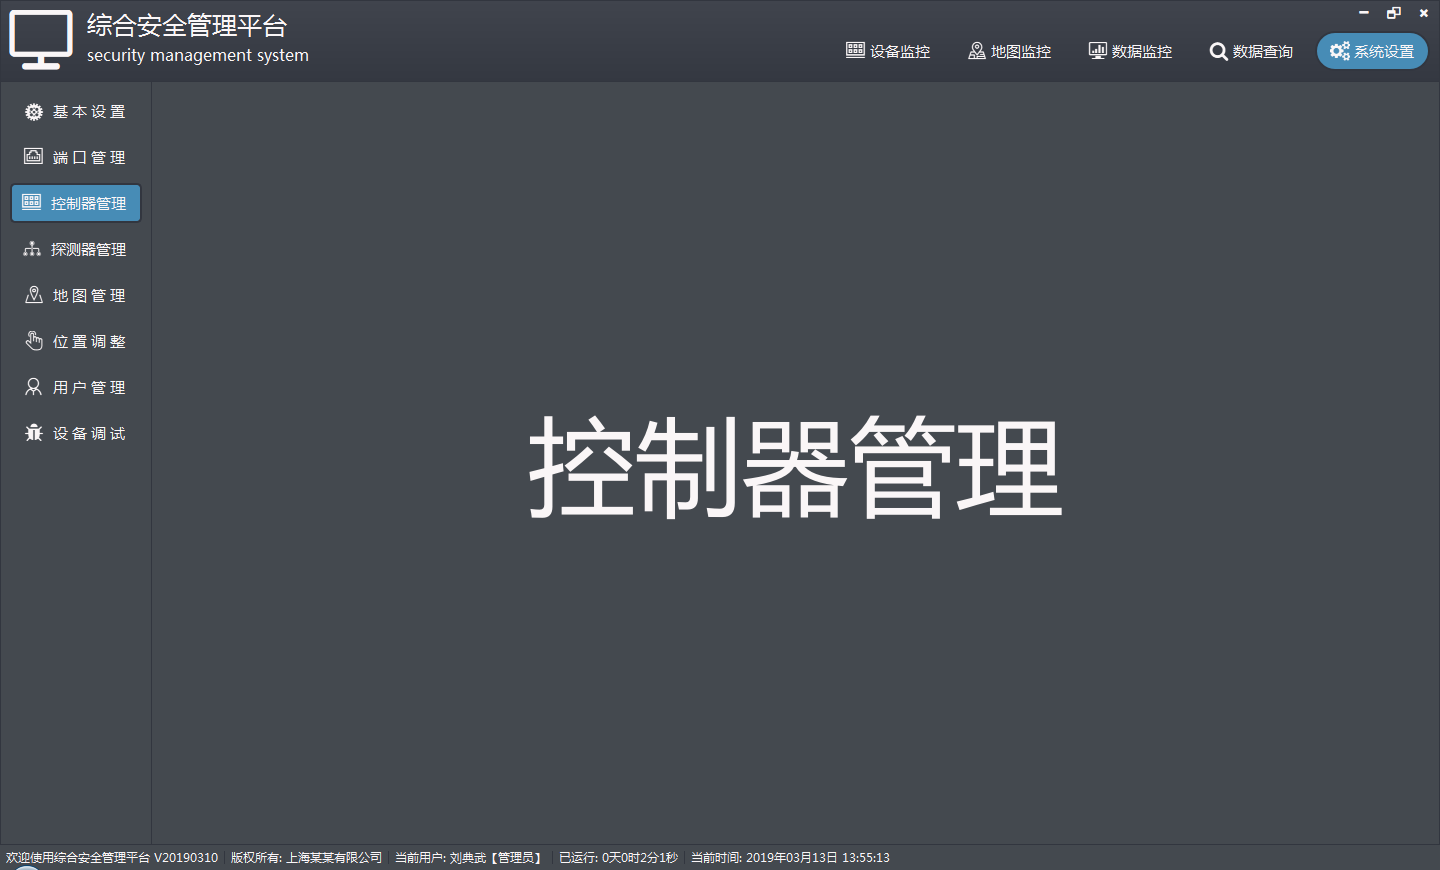 综合安全管理平台
security management system
设备监控 地图监控 数据监控 数据查询 系统设置
基本设置
端口管理
控制器管理
探测器管理
地图管理
位置调整
用户管理
设备调试
控制器管理
欢迎使用综合安全管理平台 V20190310 版权所有: 上海某某有限公司 当前用户: 刘典武【管理员】 已运行: 0天0时2分1秒 当前时间: 2019年03月13日 13:55:13